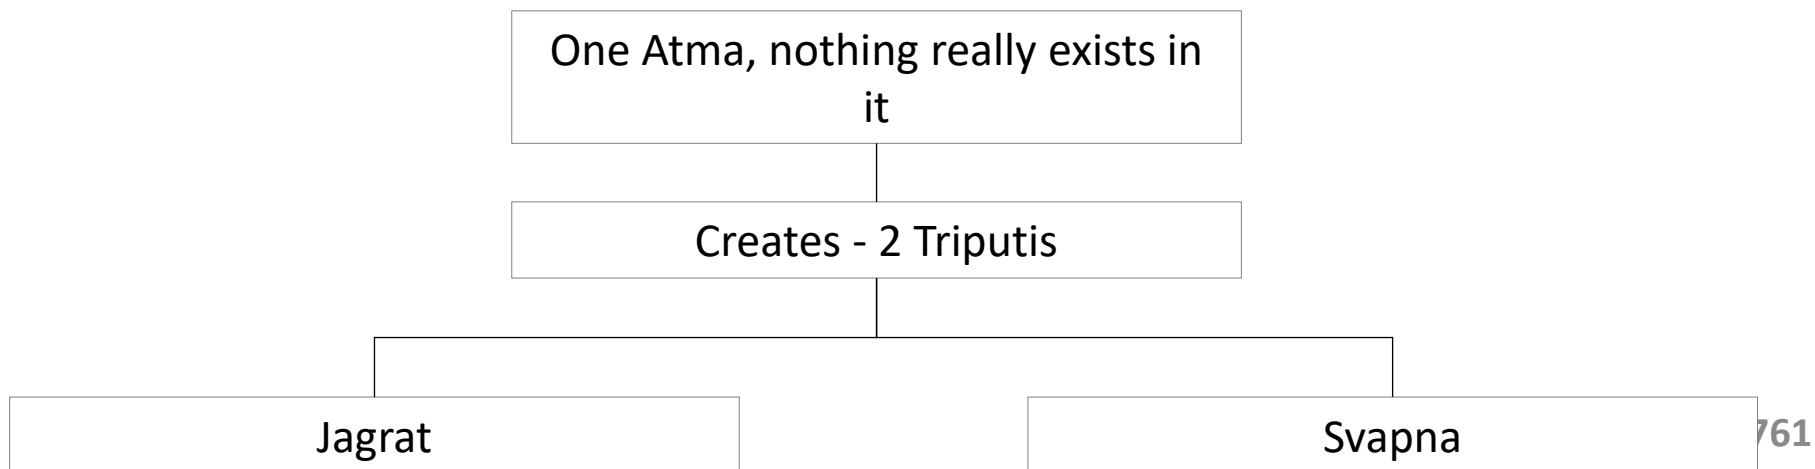 One Atma, nothing really exists in
it
Creates - 2 Triputis
Jagrat
Svapna
761